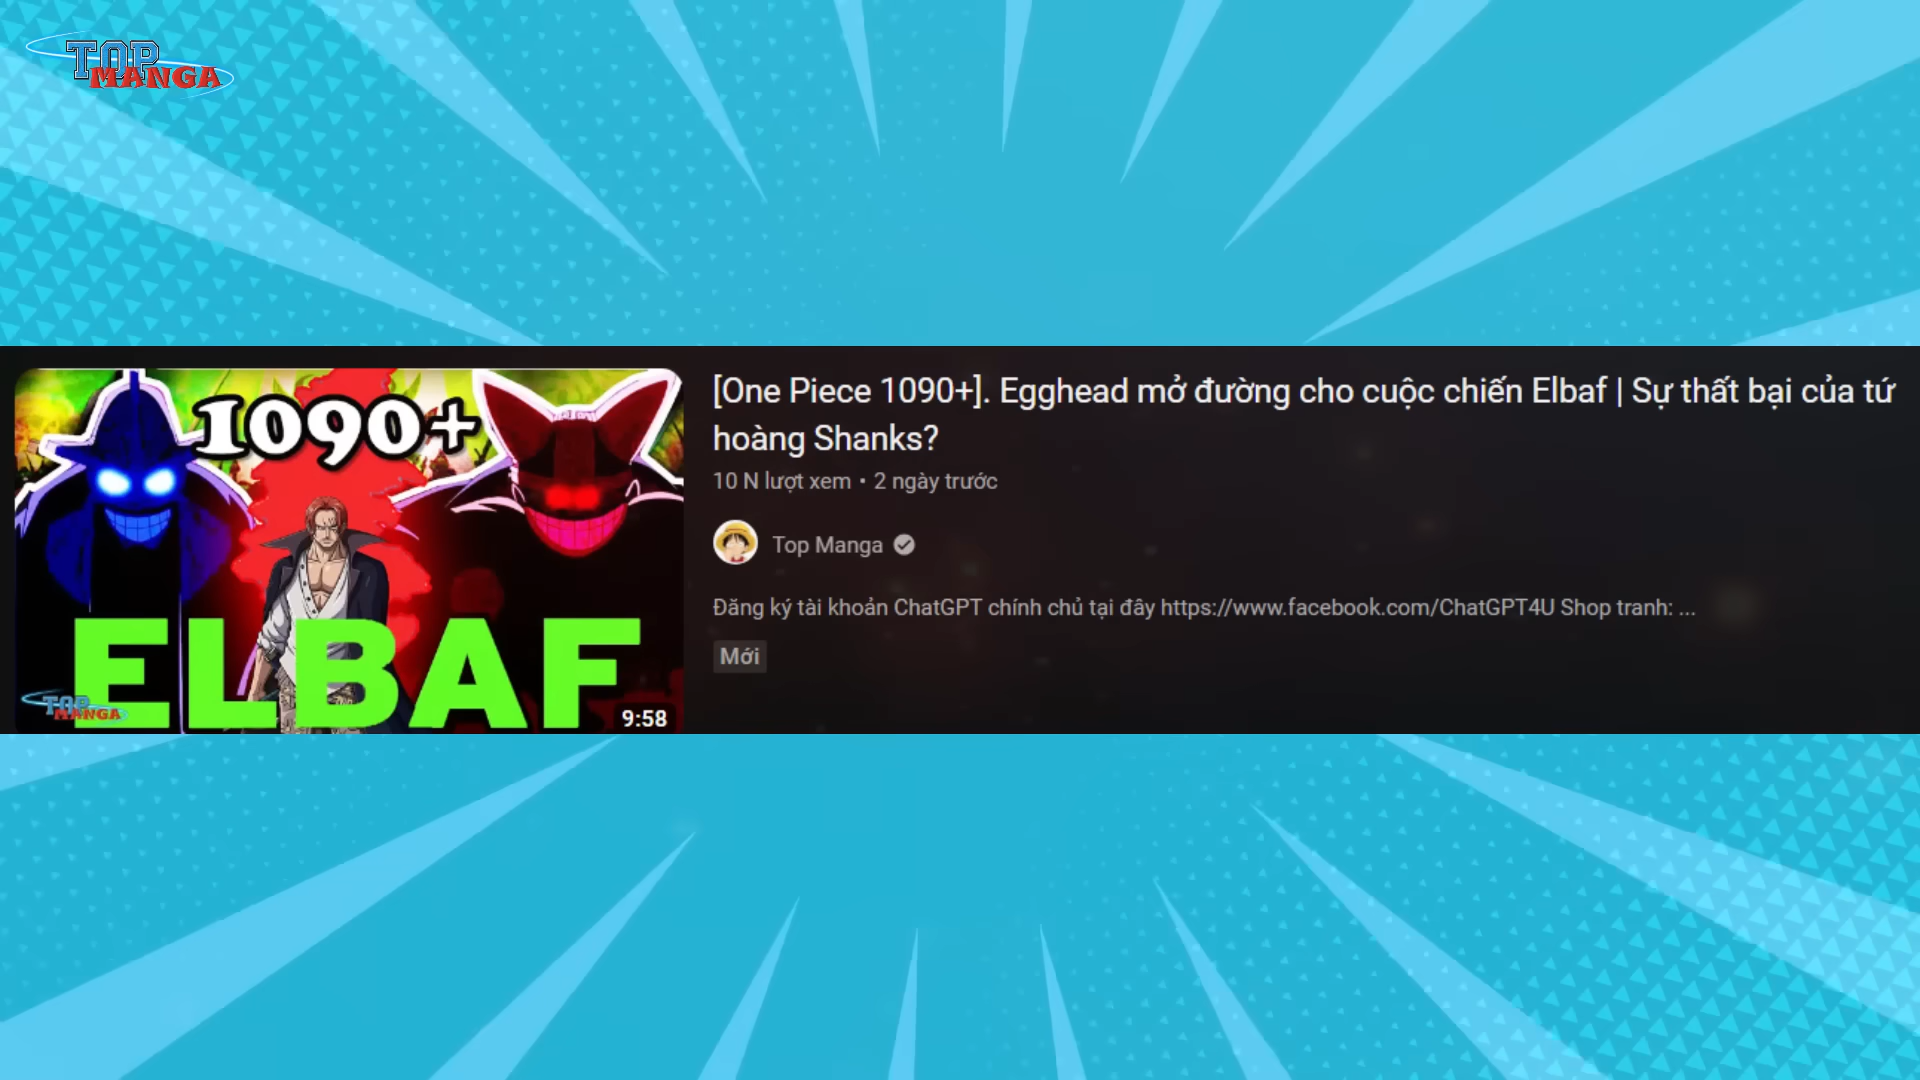 TOP
MANGA
1090+
ELBAF
TOP
MANGA
9:58
[One Piece 1090+]. Egghead mở đường cho cuộc chiến Elbaf | Sự thất bại của tứ
hoàng Shanks?
10 N lượt xem • 2 ngày trước
Top Manga
Đăng ký tài khoản ChatGPT chính chủ tại đây https://www.facebook.com/ChatGPT4U Shop tranh: ...
Mới